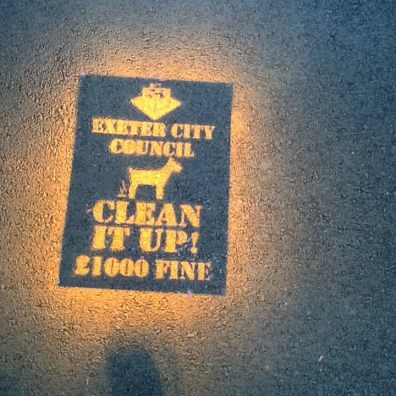 EXETER CITY
COUNCIL
CLEAN
IT UP!
£1000 FINE